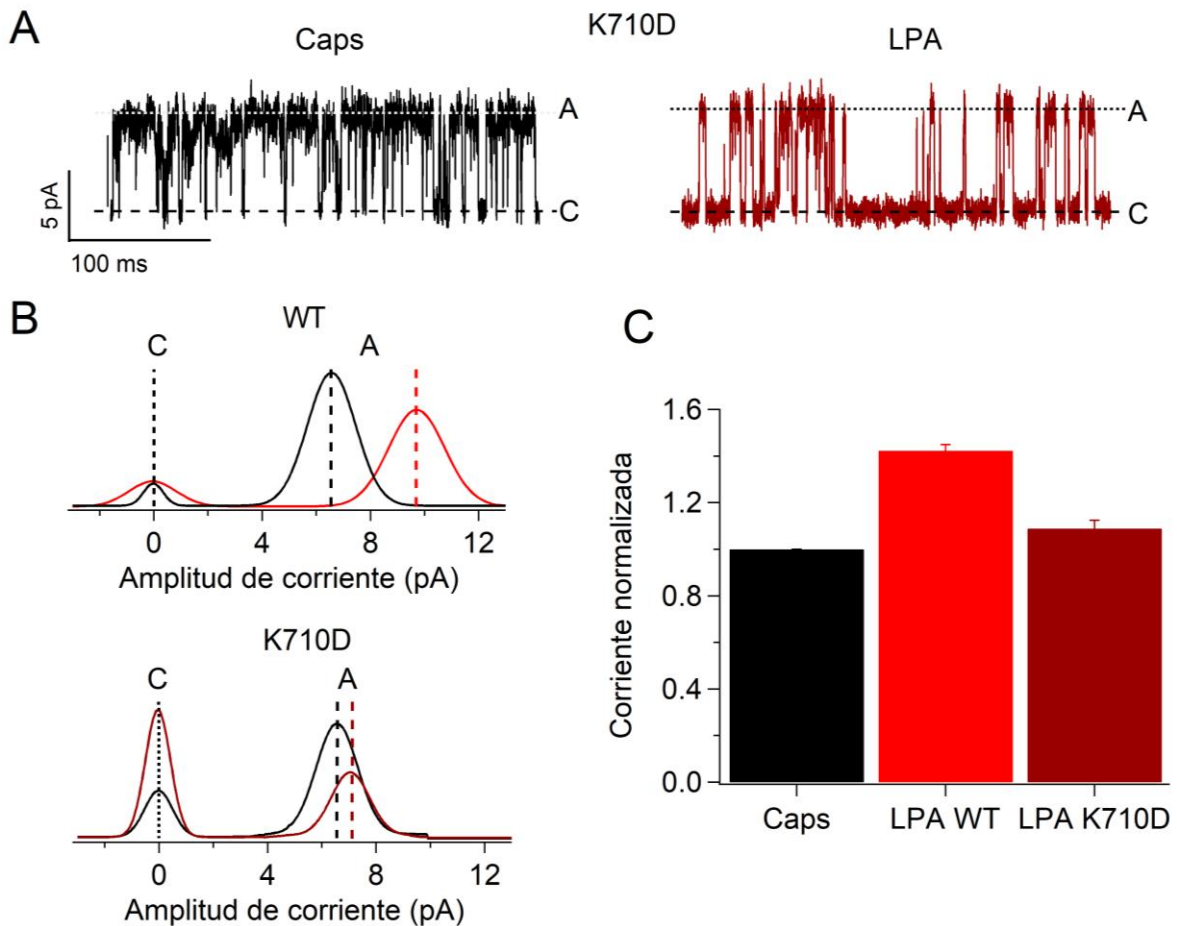 A
K710D
Caps
LPA
A
C
A
C
5 pA
100 ms
B
WT
C
A
0
4
8
12
Amplitud de corriente (pA)
K710D
C
A
0
4
8
12
Amplitud de corriente (pA)
C
Corriente normalizada
1.6
1.2
0.8
0.4
0.0
Caps
LPA WT
LPA K710D